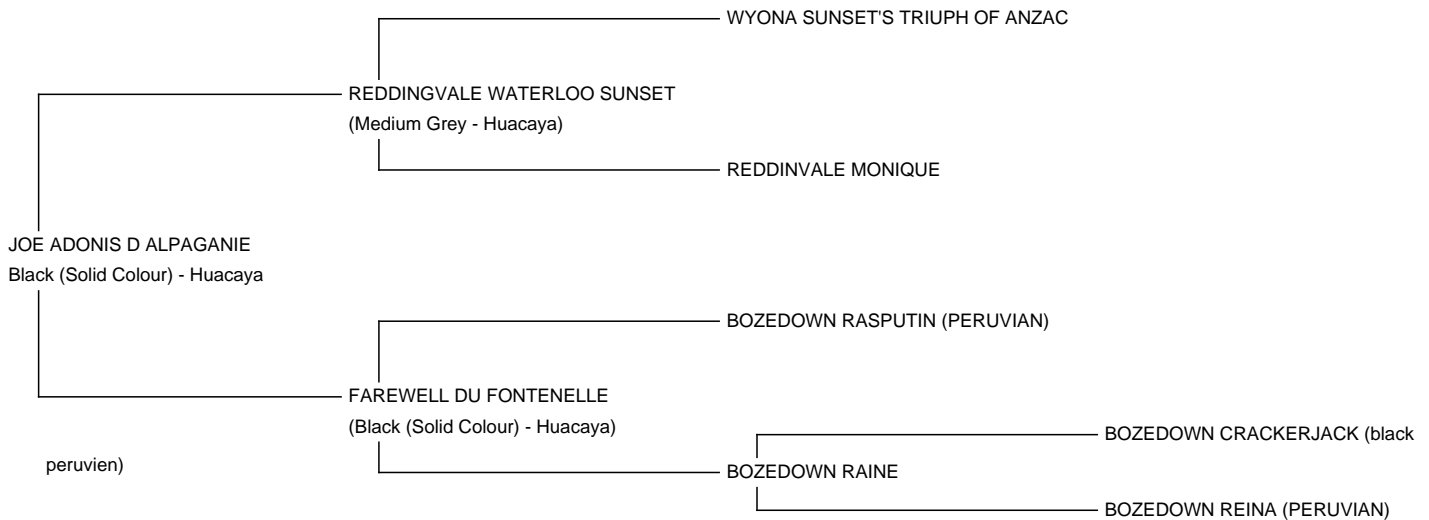 WYONA SUNSET'S TRIUPH OF ANZAC
REDDINGVALE WATERLOO SUNSET
(Medium Grey - Huacaya)
REDDINVALE MONIQUE
JOE ADONIS D ALPAGANIE
Black (Solid Colour) - Huacaya
BOZEDOWN RASPUTIN (PERUVIAN)
FAREWELL DU FONTENELLE
(Black (Solid Colour) - Huacaya)
BOZEDOWN CRACKERJACK (black
peruvien)
BOZEDOWN RAINE
BOZEDOWN REINA (PERUVIAN)